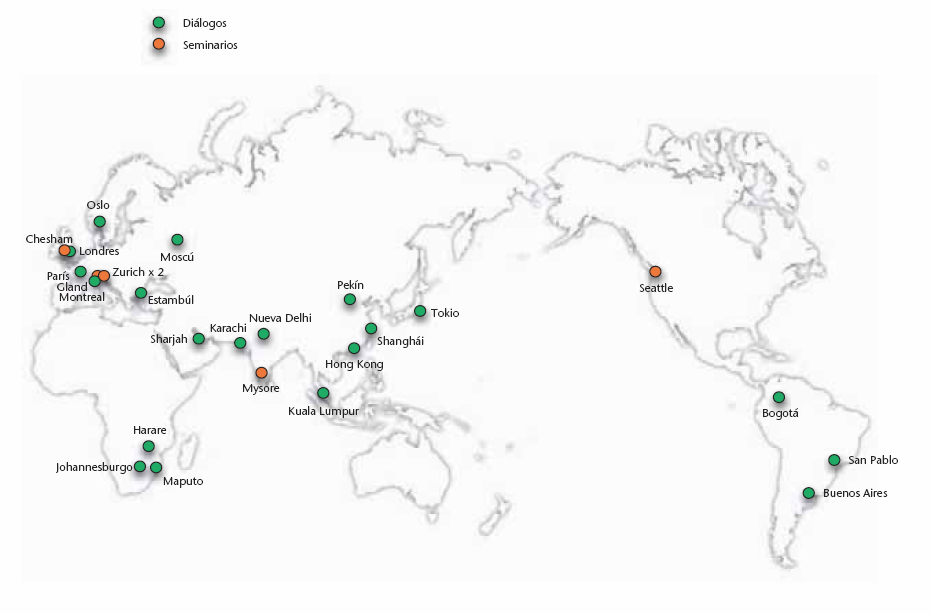 Diálogos
Seminarios
Oslo
Chesham
Londres
Moscú
París
Zurich x 2
Gland
Montreal
Estambúl
Pekín
Seattle
Tokio
Nueva Delhi
Karachi
Sharjah
Shanghái
Hong Kong
Mysore
Kuala Lumpur
Bogotá
Harare
Johannesburgo
Maputo
San Pablo
Buenos Aires